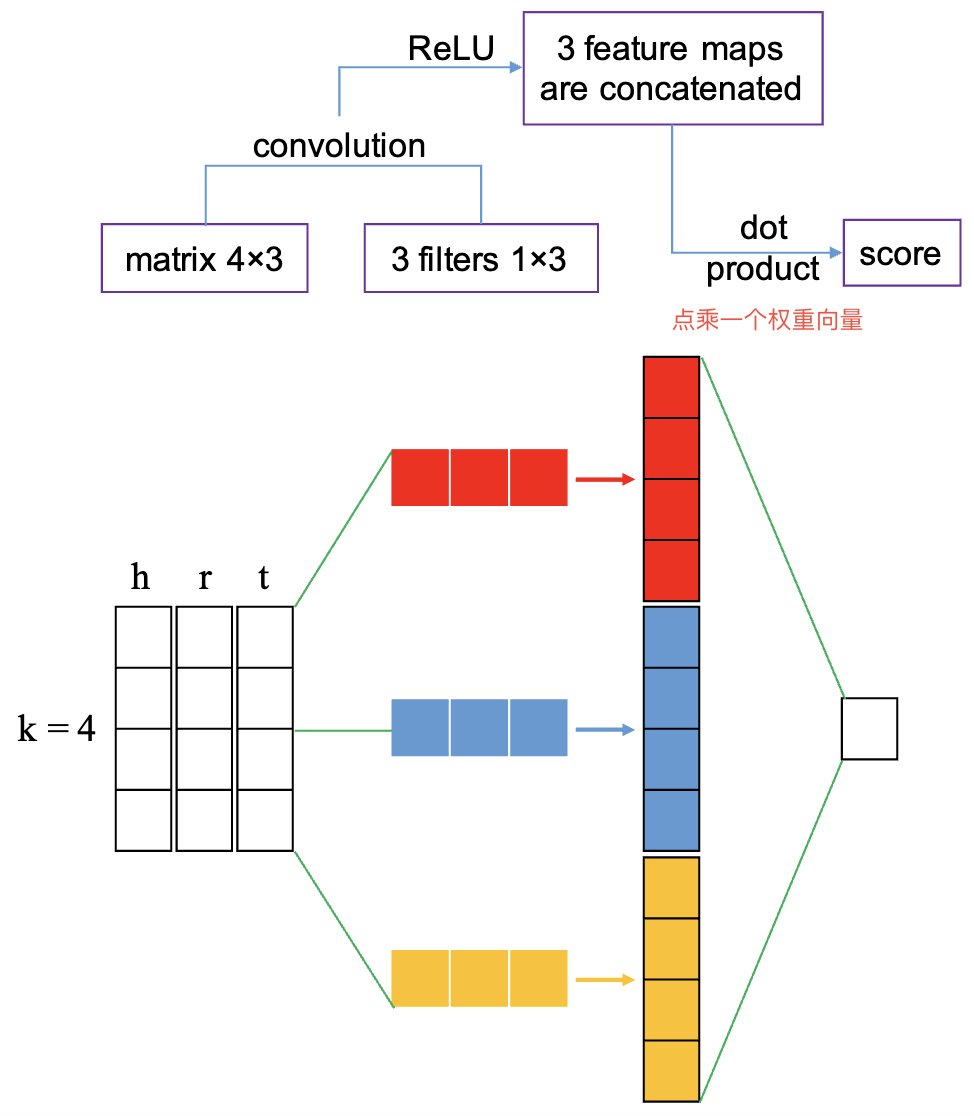 ReLU
3 feature maps
are concatenated
convolution
matrix 4×3
3 filters 1×3
dot
product
score
点乘一个权重向量
h r t
k = 4